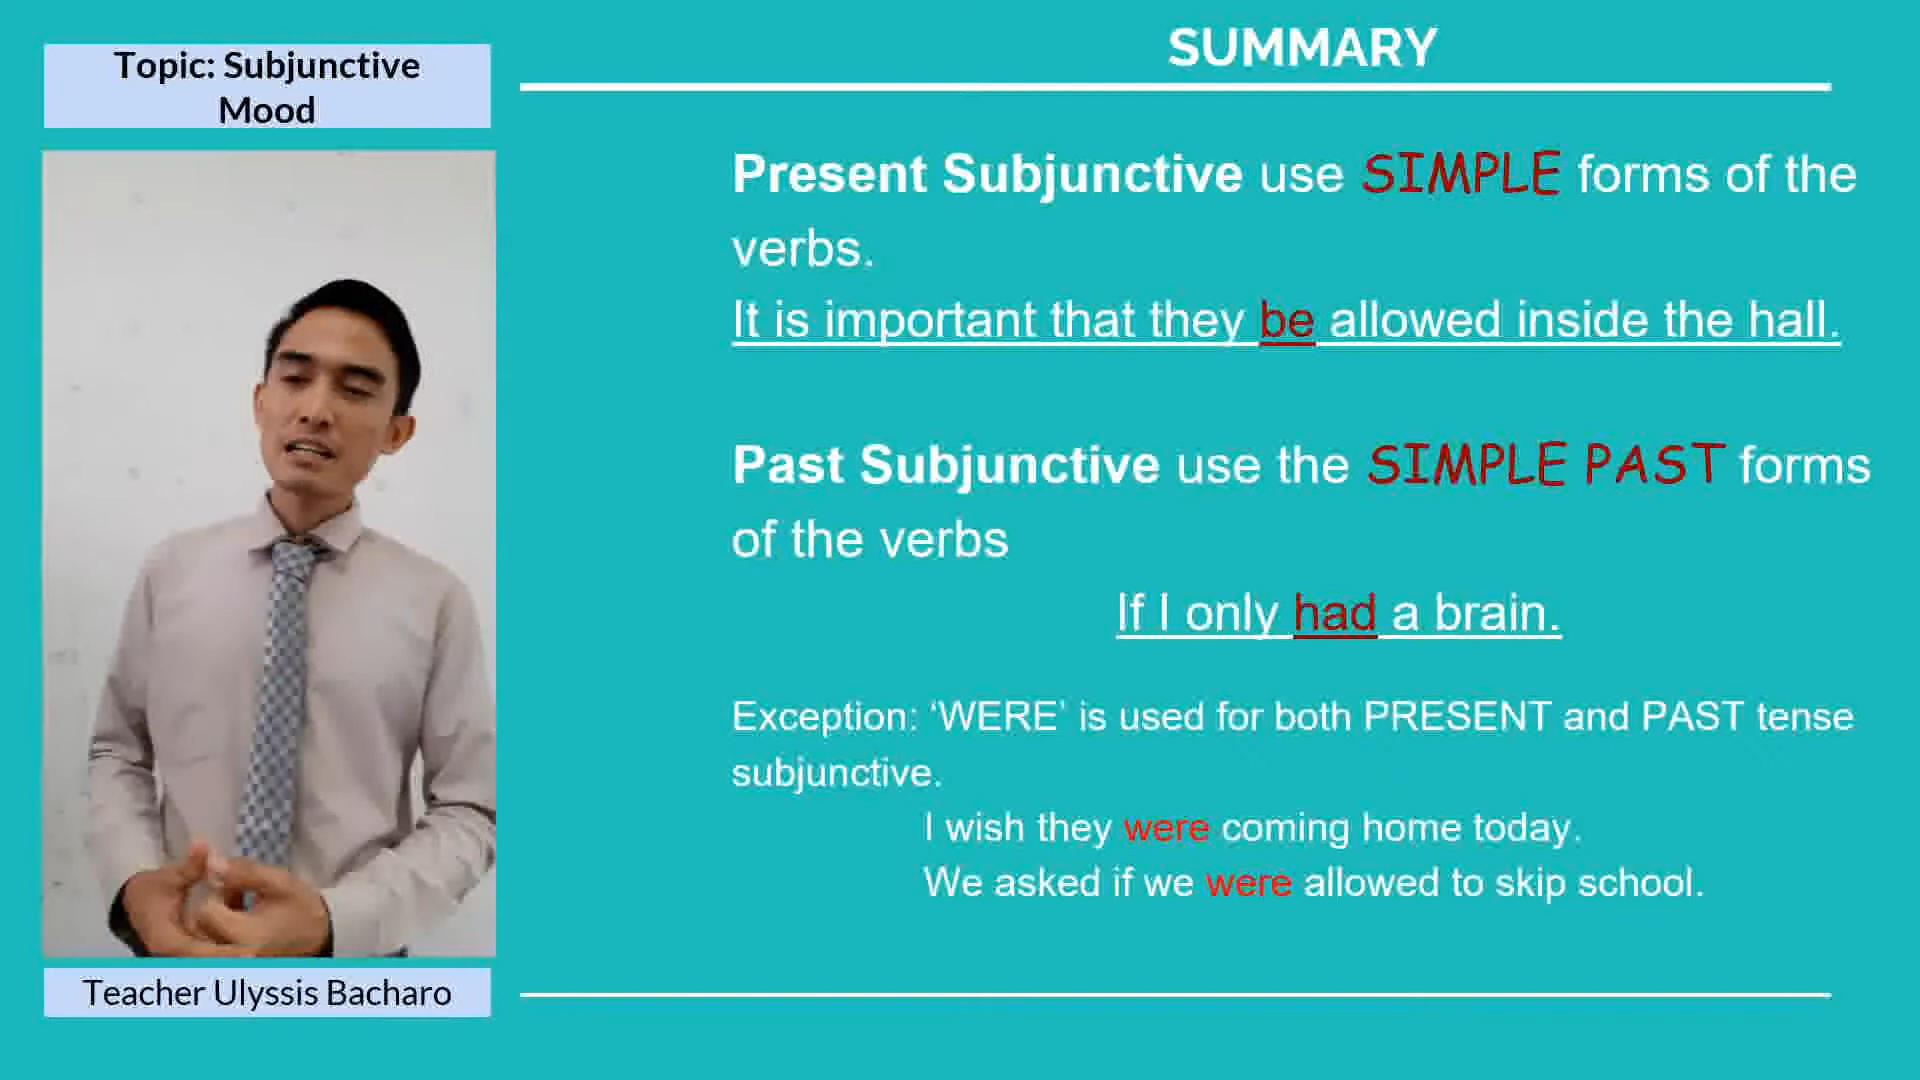 Topic: Subjunctive
Mood
SUMMARY
Present Subjunctive use SIMPLE forms of the
verbs.
It is important that they be allowed inside the hall.
Past Subjunctive use the SIMPLE PAST forms
of the verbs
If I only had a brain.
Exception: ‘WERE’ is used for both PRESENT and PAST tense
subjunctive.
I wish they were coming home today.
We asked if we were allowed to skip school.
Teacher Ulyssis Bacharo